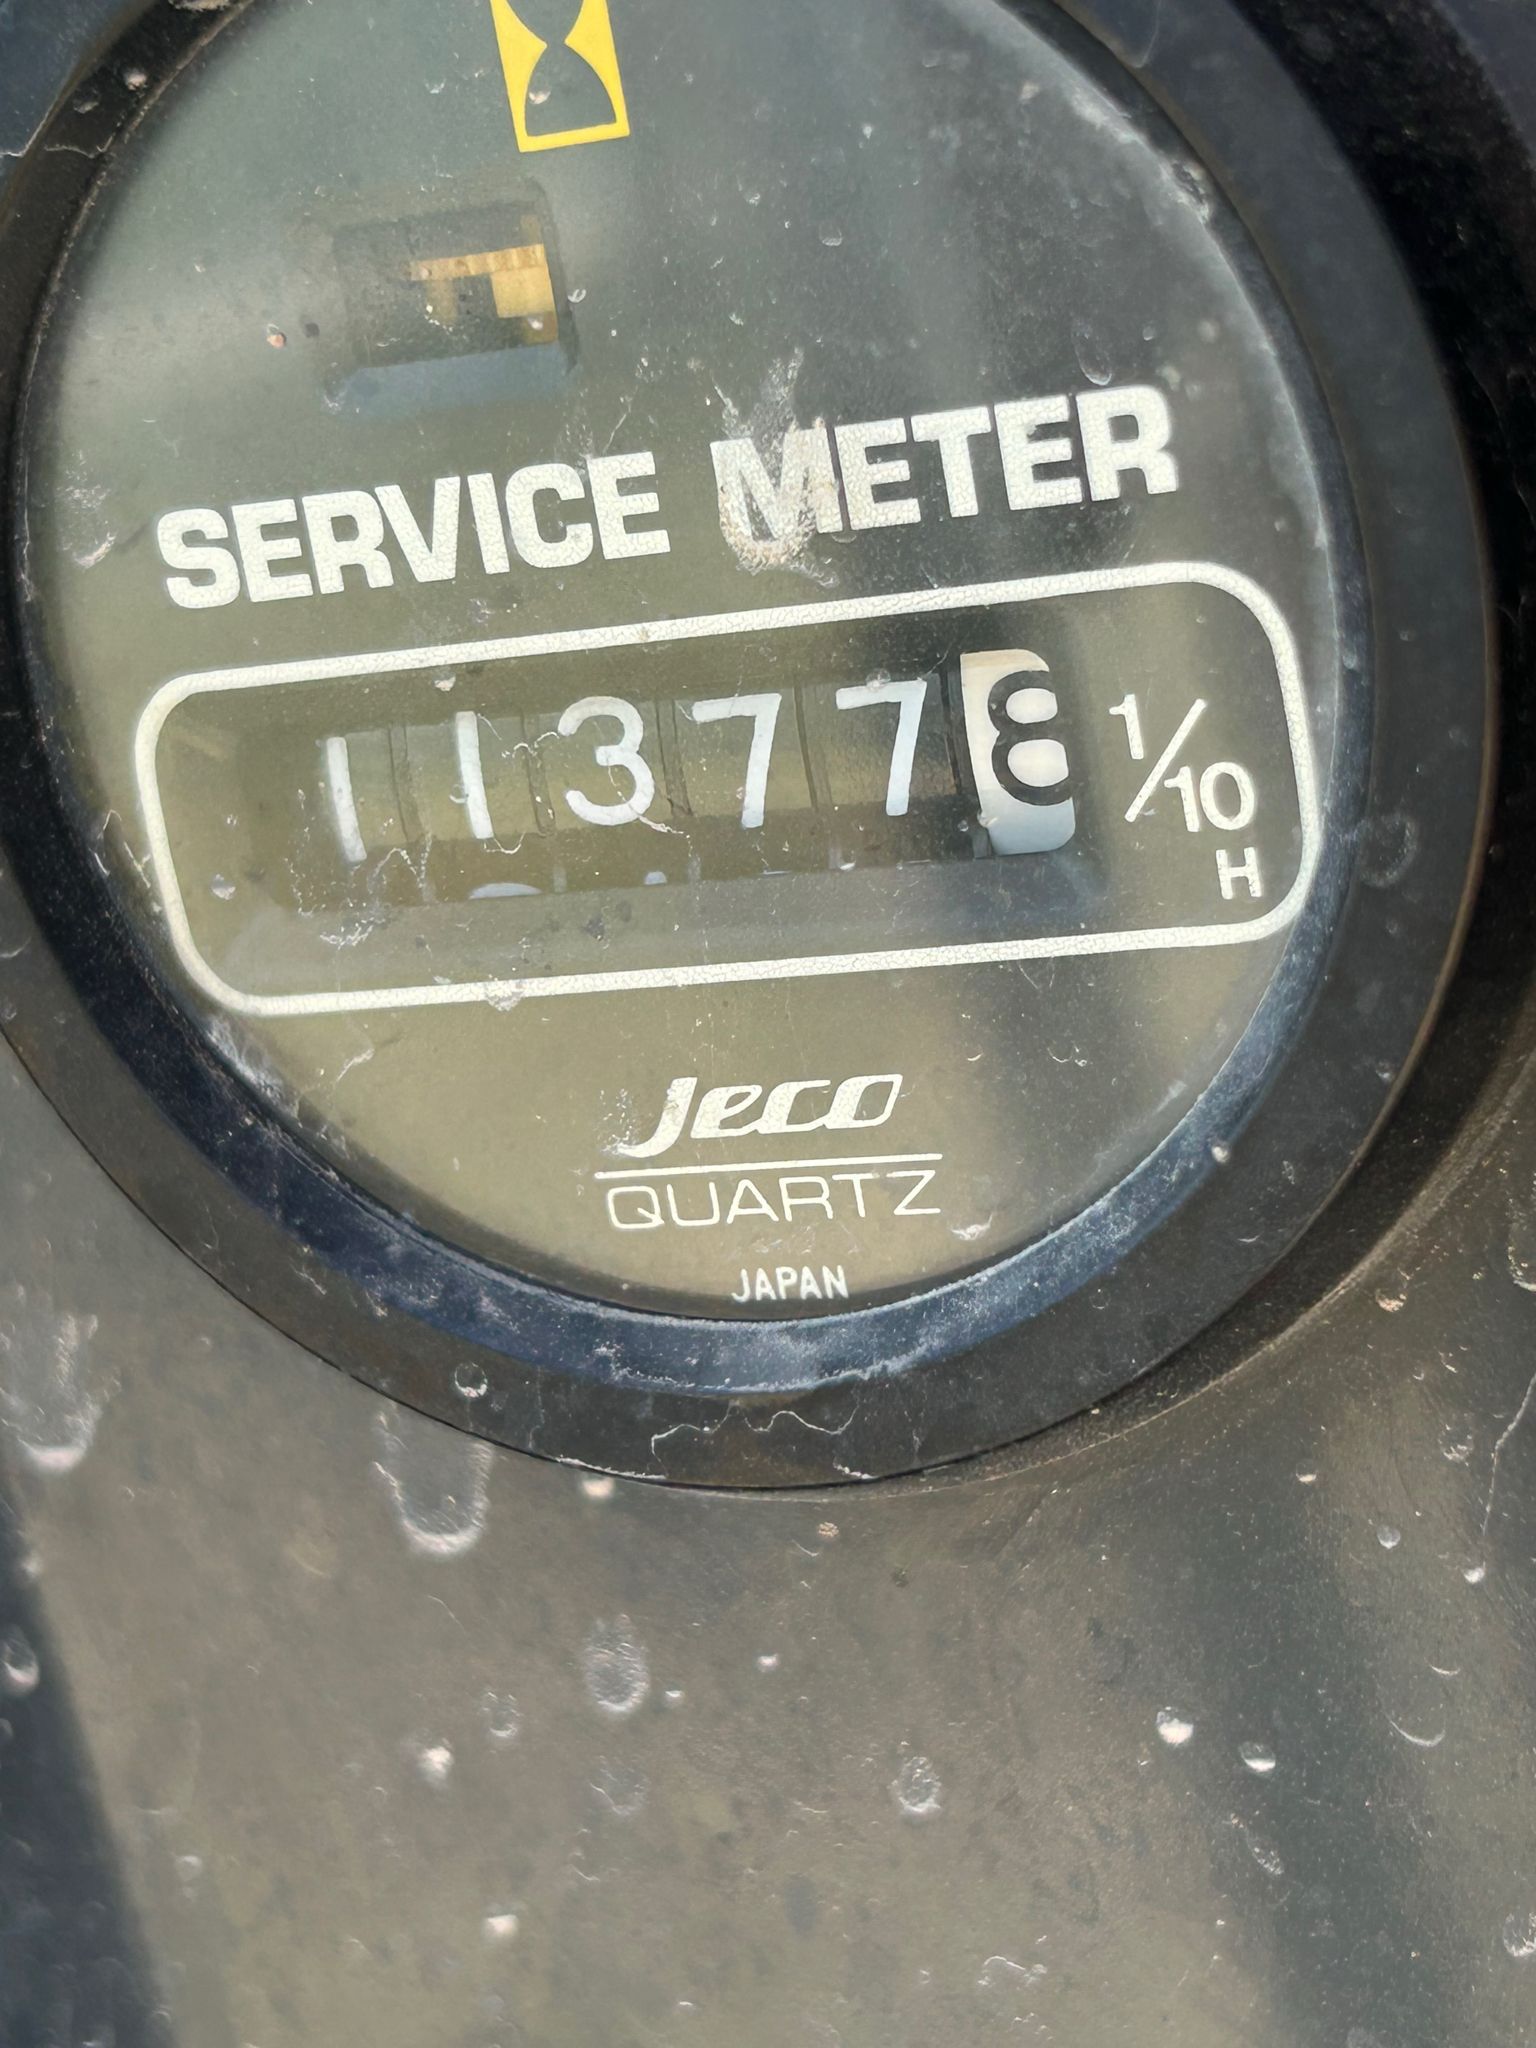 SERVICE METER
113778 1/10
H
Jeco
QUARTZ
JAPAN